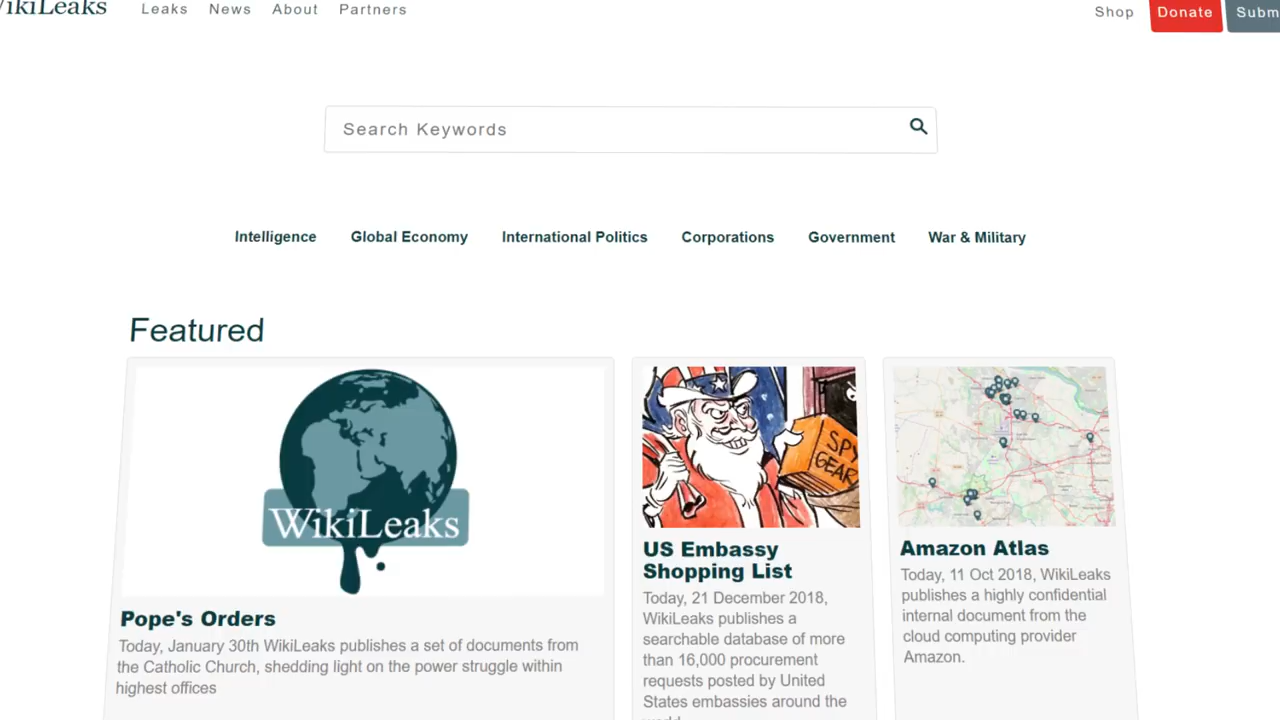 WikiLeaks Leaks News About Partners Shop Donate
Search Keywords
Intelligence Global Economy International Politics Corporations Government War & Military
Featured
WikiLeaks
Pope's Orders
Today, January 30th WikiLeaks publishes a set of documents from
the Catholic Church, shedding light on the power struggle within
highest offices
SPY
GEAR
US Embassy
Shopping List
Today, 21 December 2018,
WikiLeaks publishes a
searchable database of more
than 16,000 procurement
requests posted by United
States embassies around the
Amazon Atlas
Today, 11 Oct 2018, WikiLeaks
publishes a highly confidential
internal document from the
cloud computing provider
Amazon.